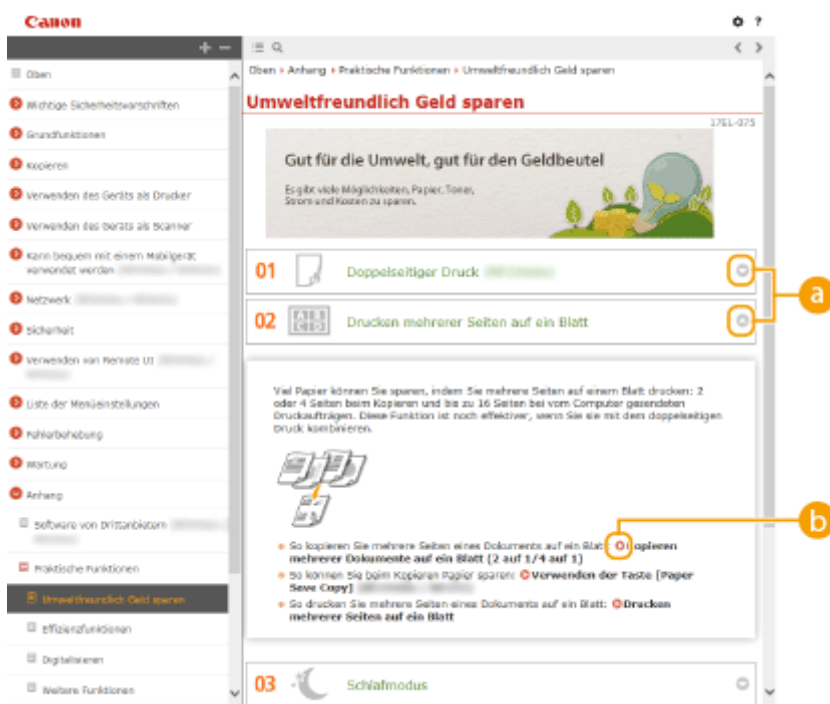 Canon
?
Oben
Wichtige Sicherheitsvorschriften
Grundfunktionen
Kopieren
Verwenden des Geräts als Drucker
Verwenden des Geräts als Scanner
Kann bequem mit einem Mobilgerät
verwendet werden
Netzwerk
Sicherheit
Verwenden von Remote UI
Liste der Menüeinstellungen
Fehlerbehebung
Wartung
Anhang
Software von Drittanbietern
Praktische Funktionen
Umweltfreundlich Geld sparen
Effizienzfunktionen
Digitalisieren
Weitere Funktionen
Oben Anhang Praktische Funktionen Umweltfreundlich Geld sparen
Umweltfreundlich Geld sparen
17EL-075
Gut für die Umwelt, gut für den Geldbeutel
Es gibt viele Möglichkeiten, Papier, Toner,
Strom und Kosten zu sparen.
01 Doppelseitiger Druck
02 A B C D Drucken mehrerer Seiten auf ein Blatt
a
Viel Papier können Sie sparen, indem Sie mehrere Seiten auf einem Blatt drucken: 2
oder 4 Seiten beim Kopieren und bis zu 16 Seiten bei vom Computer gesendeten
Druckaufträgen. Diese Funktion ist noch effektiver, wenn Sie sie mit dem doppelseitigen
Druck kombinieren.
b
So kopieren Sie mehrere Seiten eines Dokuments auf ein Blatt: Kopieren
mehrerer Dokumente auf ein Blatt (2 auf 1/4 auf 1)
So können Sie beim Kopieren Papier sparen: Verwenden der Taste [Paper
Save Copy]
So drucken Sie mehrere Seiten eines Dokuments auf ein Blatt: Drucken
mehrerer Seiten auf ein Blatt
03 Schlafmodus